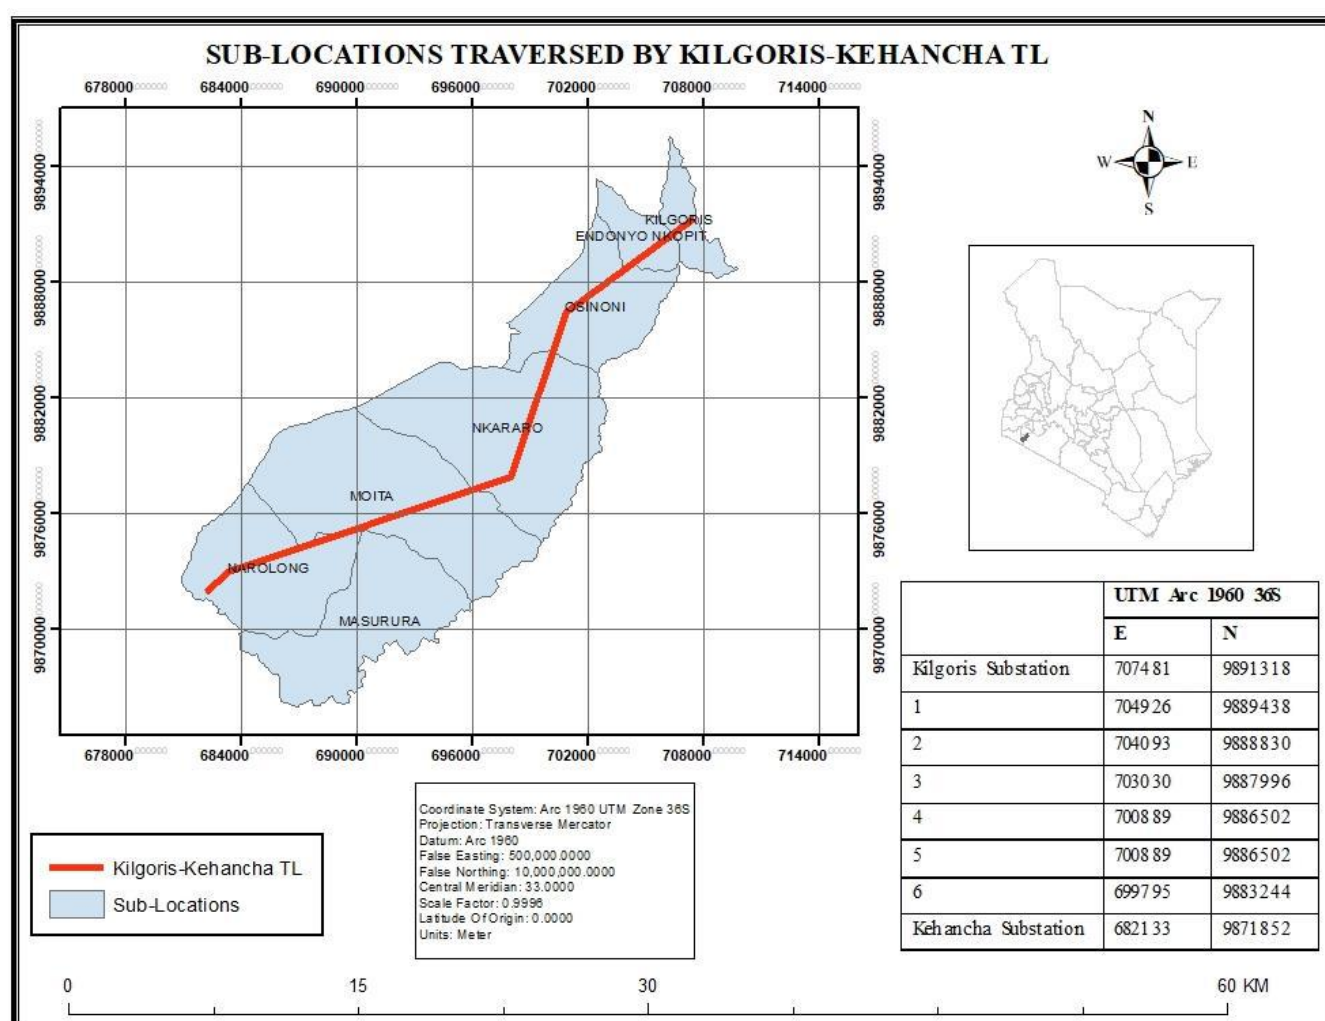 SUB-LOCATIONS TRAVERSED BY KILGORIS-KEHANCHA TL
678000 684000 690000 696000 702000 708000 714000
N
W E
S
9894000 9894000
KILGORIS
ENDONYO NKOPIT
9888000 9888000
OSINONI
9882000 9882000
NKARARO
MOITA
9876000 9876000
NAROLONG
MASURURA
9870000 9870000
678000 684000 690000 696000 702000 708000 714000
UTM Arc 1960 36S
E N
Kilgoris Substation 707481 9891318
1 704926 9889438
2 704093 9888830
3 703030 9887996
4 700889 9886502
5 700889 9886502
6 699795 9883244
Kehancha Substation 682133 9871852
Coordinate System: Arc 1960 UTM Zone 36S
Projection: Transverse Mercator
Datum: Arc 1960
False Easting: 500,000.0000
False Northing: 10,000,000.0000
Central Meridian: 33.0000
Scale Factor: 0.9996
Latitude Of Origin: 0.0000
Units: Meter
Kilgoris-Kehancha TL
Sub-Locations
0 15 30 60 KM